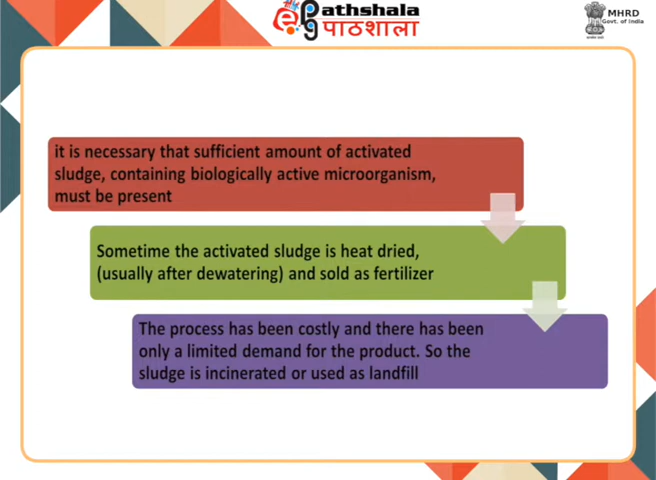 Pathshala
पाठशाला
MHRD
Govt. of India
it is necessary that sufficient amount of activated
sludge, containing biologically active microorganism,
must be present
Sometime the activated sludge is heat dried,
(usually after dewatering) and sold as fertilizer
The process has been costly and there has been
only a limited demand for the product. So the
sludge is incinerated or used as landfill